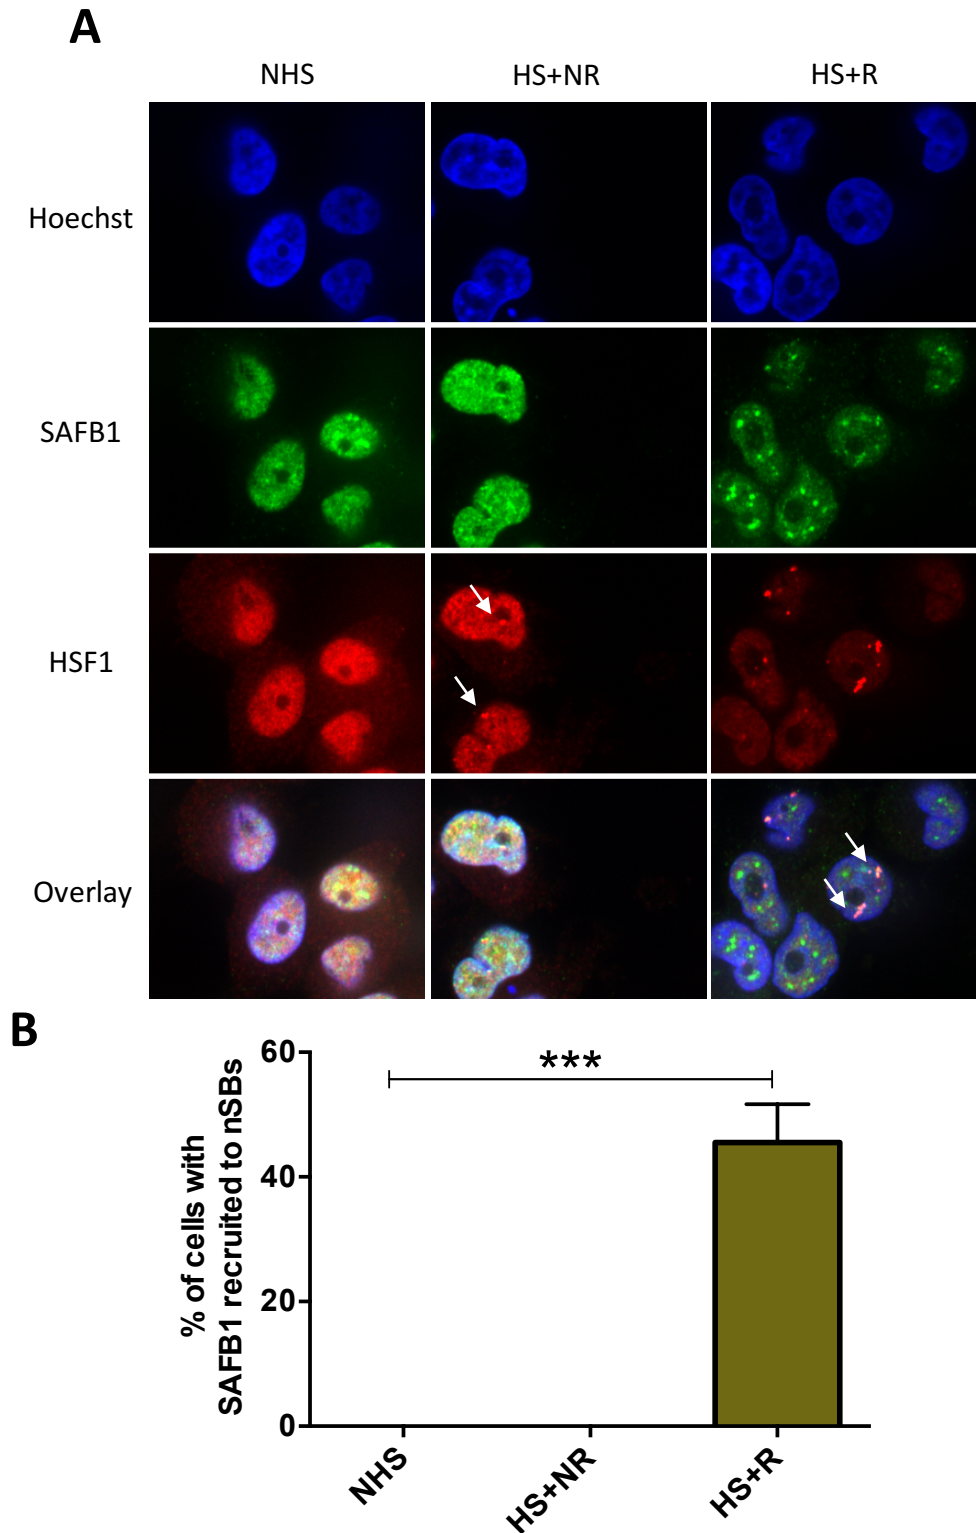 A
NHS HS+NR HS+R
Hoechst
SAFB1
HSF1
Overlay
B
% of cells with
SAFB1 recruited to nSBs
60
40
20
0
***
NHS HS+NR HS+R